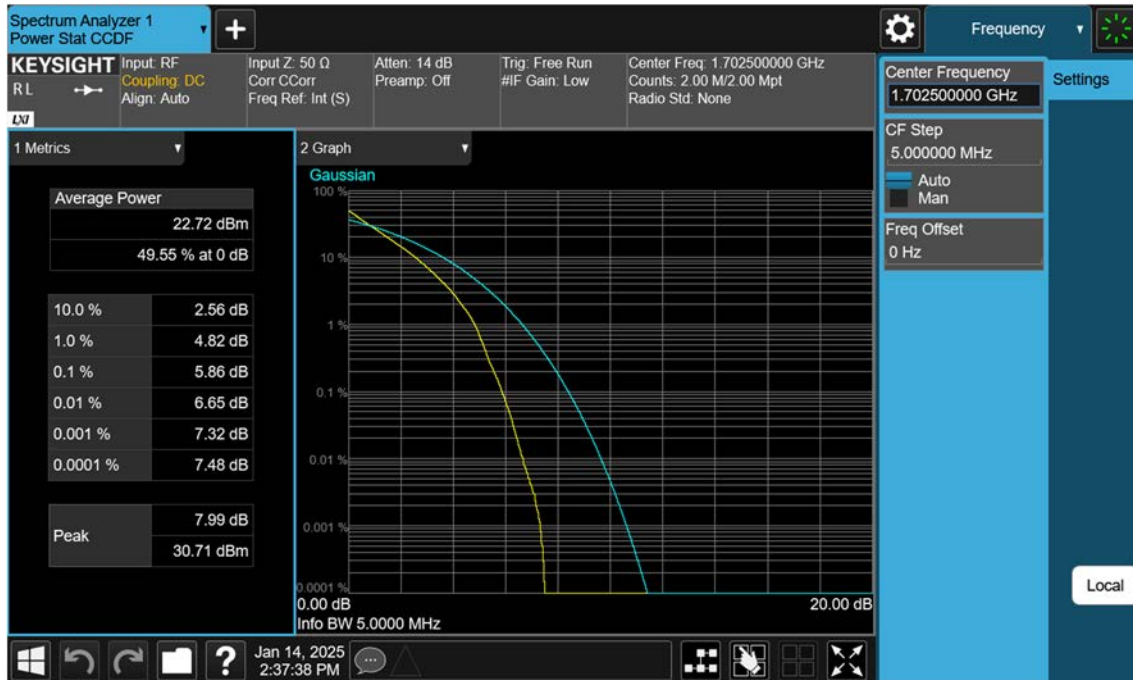 Spectrum Analyzer 1
Power Stat CCDF
Frequency
KEYSIGHT
R L
LXI
Input: RF
Coupling: DC
Align: Auto
Input Z: 50 Ω
Corr CCorr
Freq Ref: Int (S)
Atten: 14 dB
Preamp: Off
Trig: Free Run
#IF Gain: Low
Center Freq: 1.702500000 GHz
Counts: 2.00 M/2.00 Mpt
Radio Std: None
Center Frequency
1.702500000 GHz
Settings
CF Step
5.000000 MHz
Auto
Man
Freq Offset
0 Hz
Local
1 Metrics
Average Power
22.72 dBm
49.55 % at 0 dB
10.0 % 2.56 dB
1.0 % 4.82 dB
0.1 % 5.86 dB
0.01 % 6.65 dB
0.001 % 7.32 dB
0.0001 % 7.48 dB
Peak
7.99 dB
30.71 dBm
2 Graph
Gaussian
100 %
10 %
1 %
0.1 %
0.01 %
0.001 %
0.0001 %
0.00 dB 20.00 dB
Info BW 5.0000 MHz
?
Jan 14, 2025
2:37:38 PM